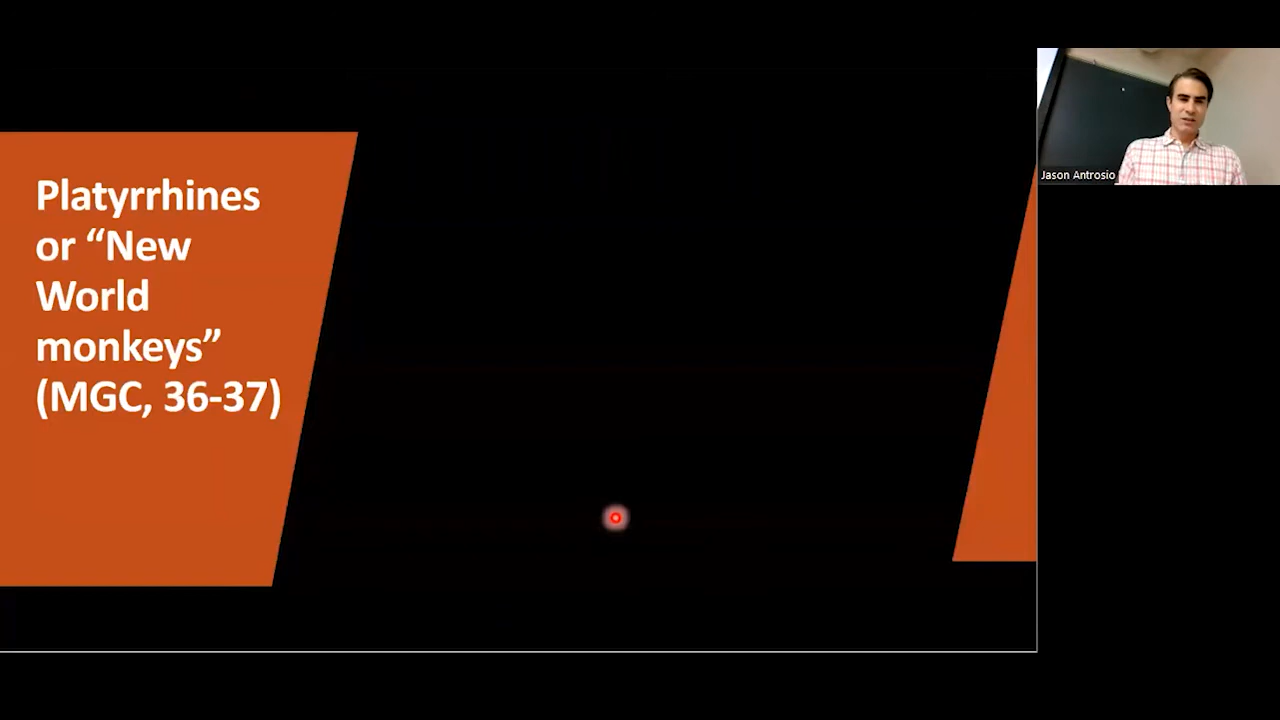 Platyrrhines
or “New
World
monkeys”
(MGC, 36-37)
Jason Antrosio